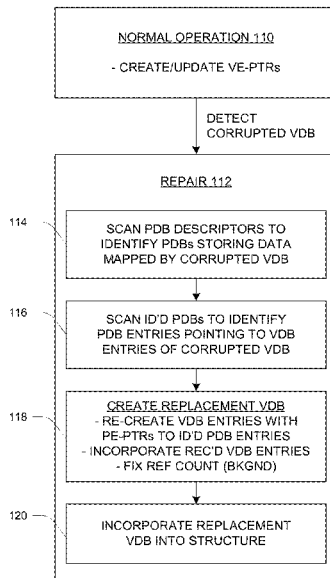 NORMAL OPERATION 110
- CREATE/UPDATE VE-PTRs
DETECT
CORRUPTED VDB
REPAIR 112
114
SCAN PDB DESCRIPTORS TO
IDENTIFY PDBs STORING DATA
MAPPED BY CORRUPTED VDB
116
SCAN ID'D PDBs TO IDENTIFY
PDB ENTRIES POINTING TO VDB
ENTRIES OF CORRUPTED VDB
118
CREATE REPLACEMENT VDB
- RE-CREATE VDB ENTRIES WITH
PE-PTRs TO ID'D PDB ENTRIES
- INCORPORATE REC'D VDB ENTRIES
- FIX REF COUNT (BKGND)
120
INCORPORATE REPLACEMENT
VDB INTO STRUCTURE